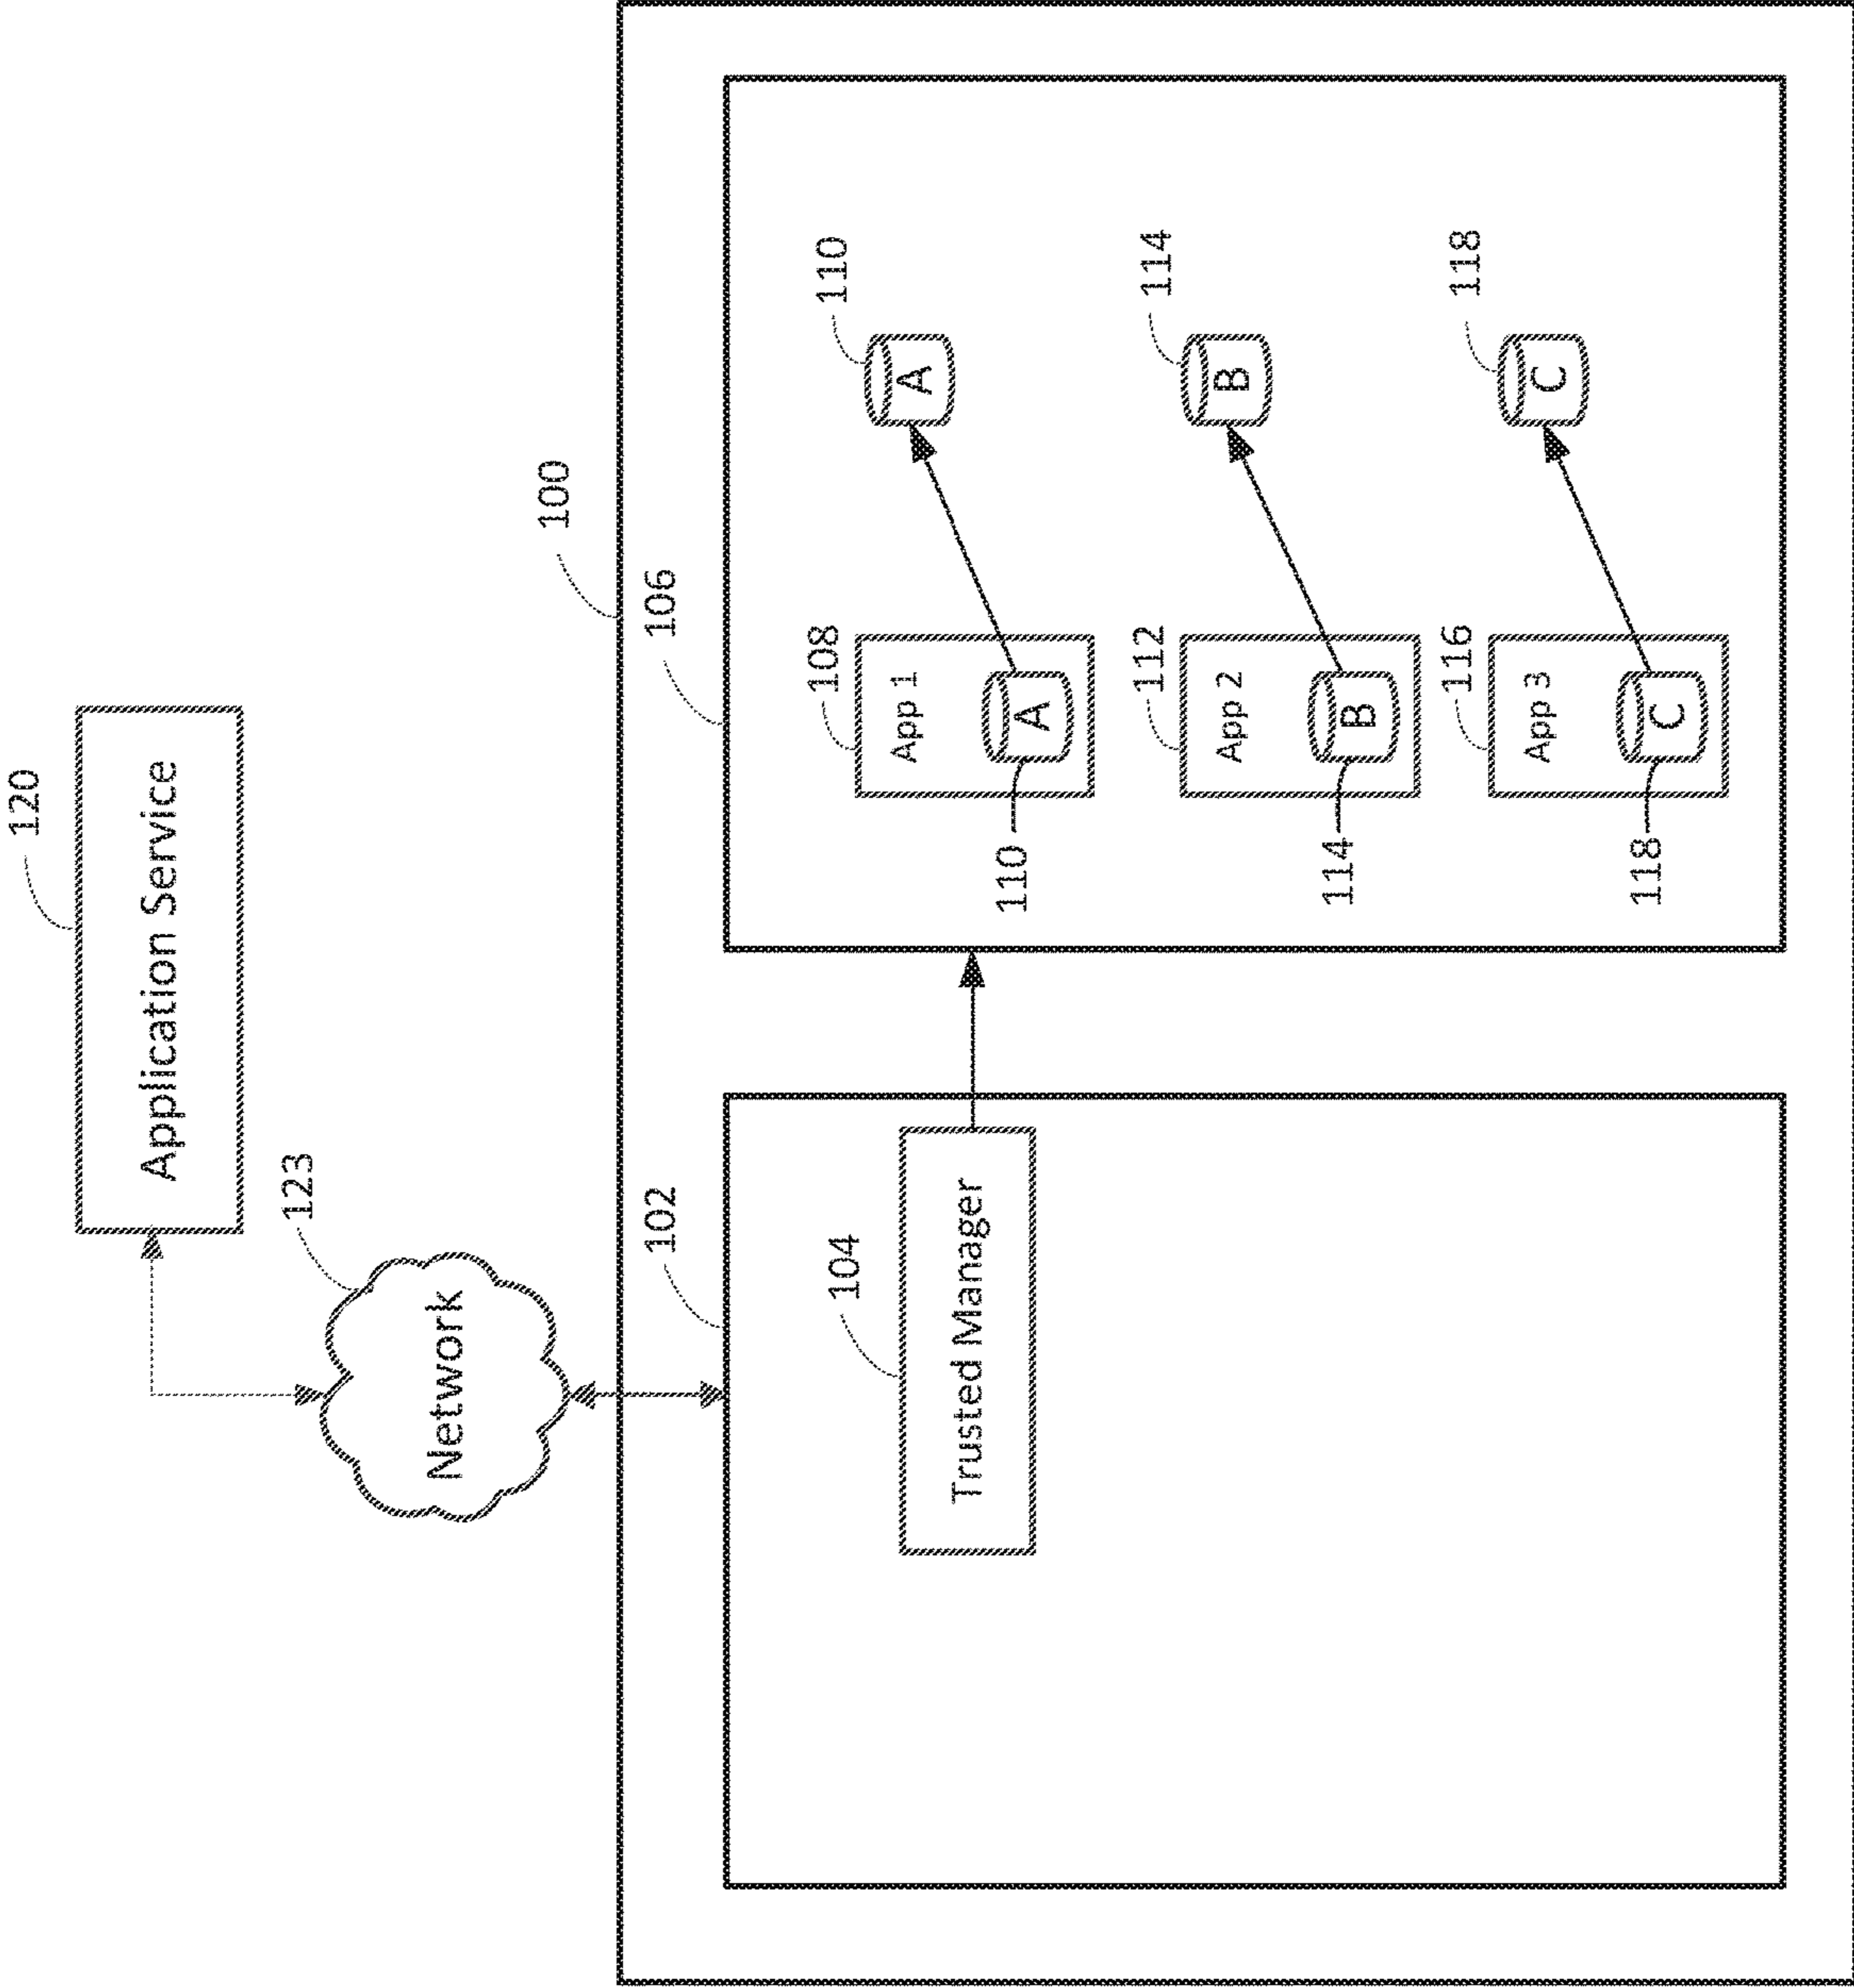 120
Application Service
123
Network
100
102
106
104
108
110
App 1
A
Trusted Manager
110
A
112
114
App 2
B
114
B
116
118
App 3
C
118
C